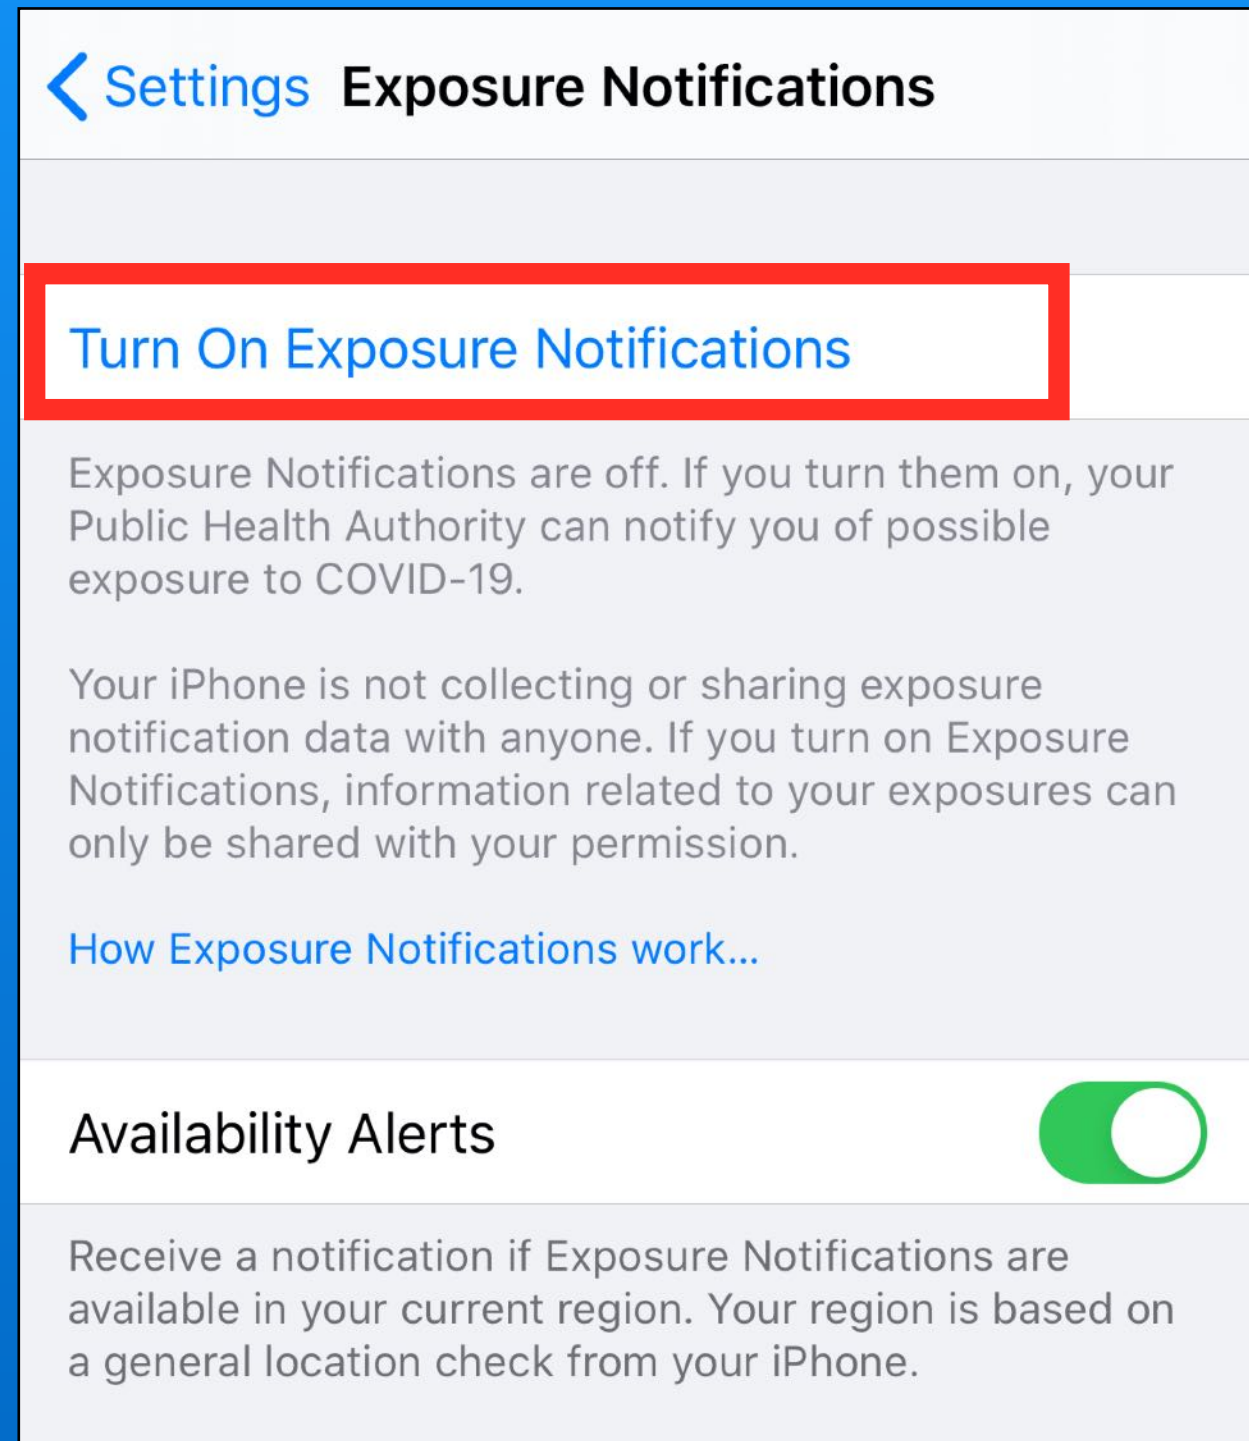 Settings Exposure Notifications
Turn On Exposure Notifications
Exposure Notifications are off. If you turn them on, your
Public Health Authority can notify you of possible
exposure to COVID-19.
Your iPhone is not collecting or sharing exposure
notification data with anyone. If you turn on Exposure
Notifications, information related to your exposures can
only be shared with your permission.
How Exposure Notifications work...
Availability Alerts
Receive a notification if Exposure Notifications are
available in your current region. Your region is based on
a general location check from your iPhone.